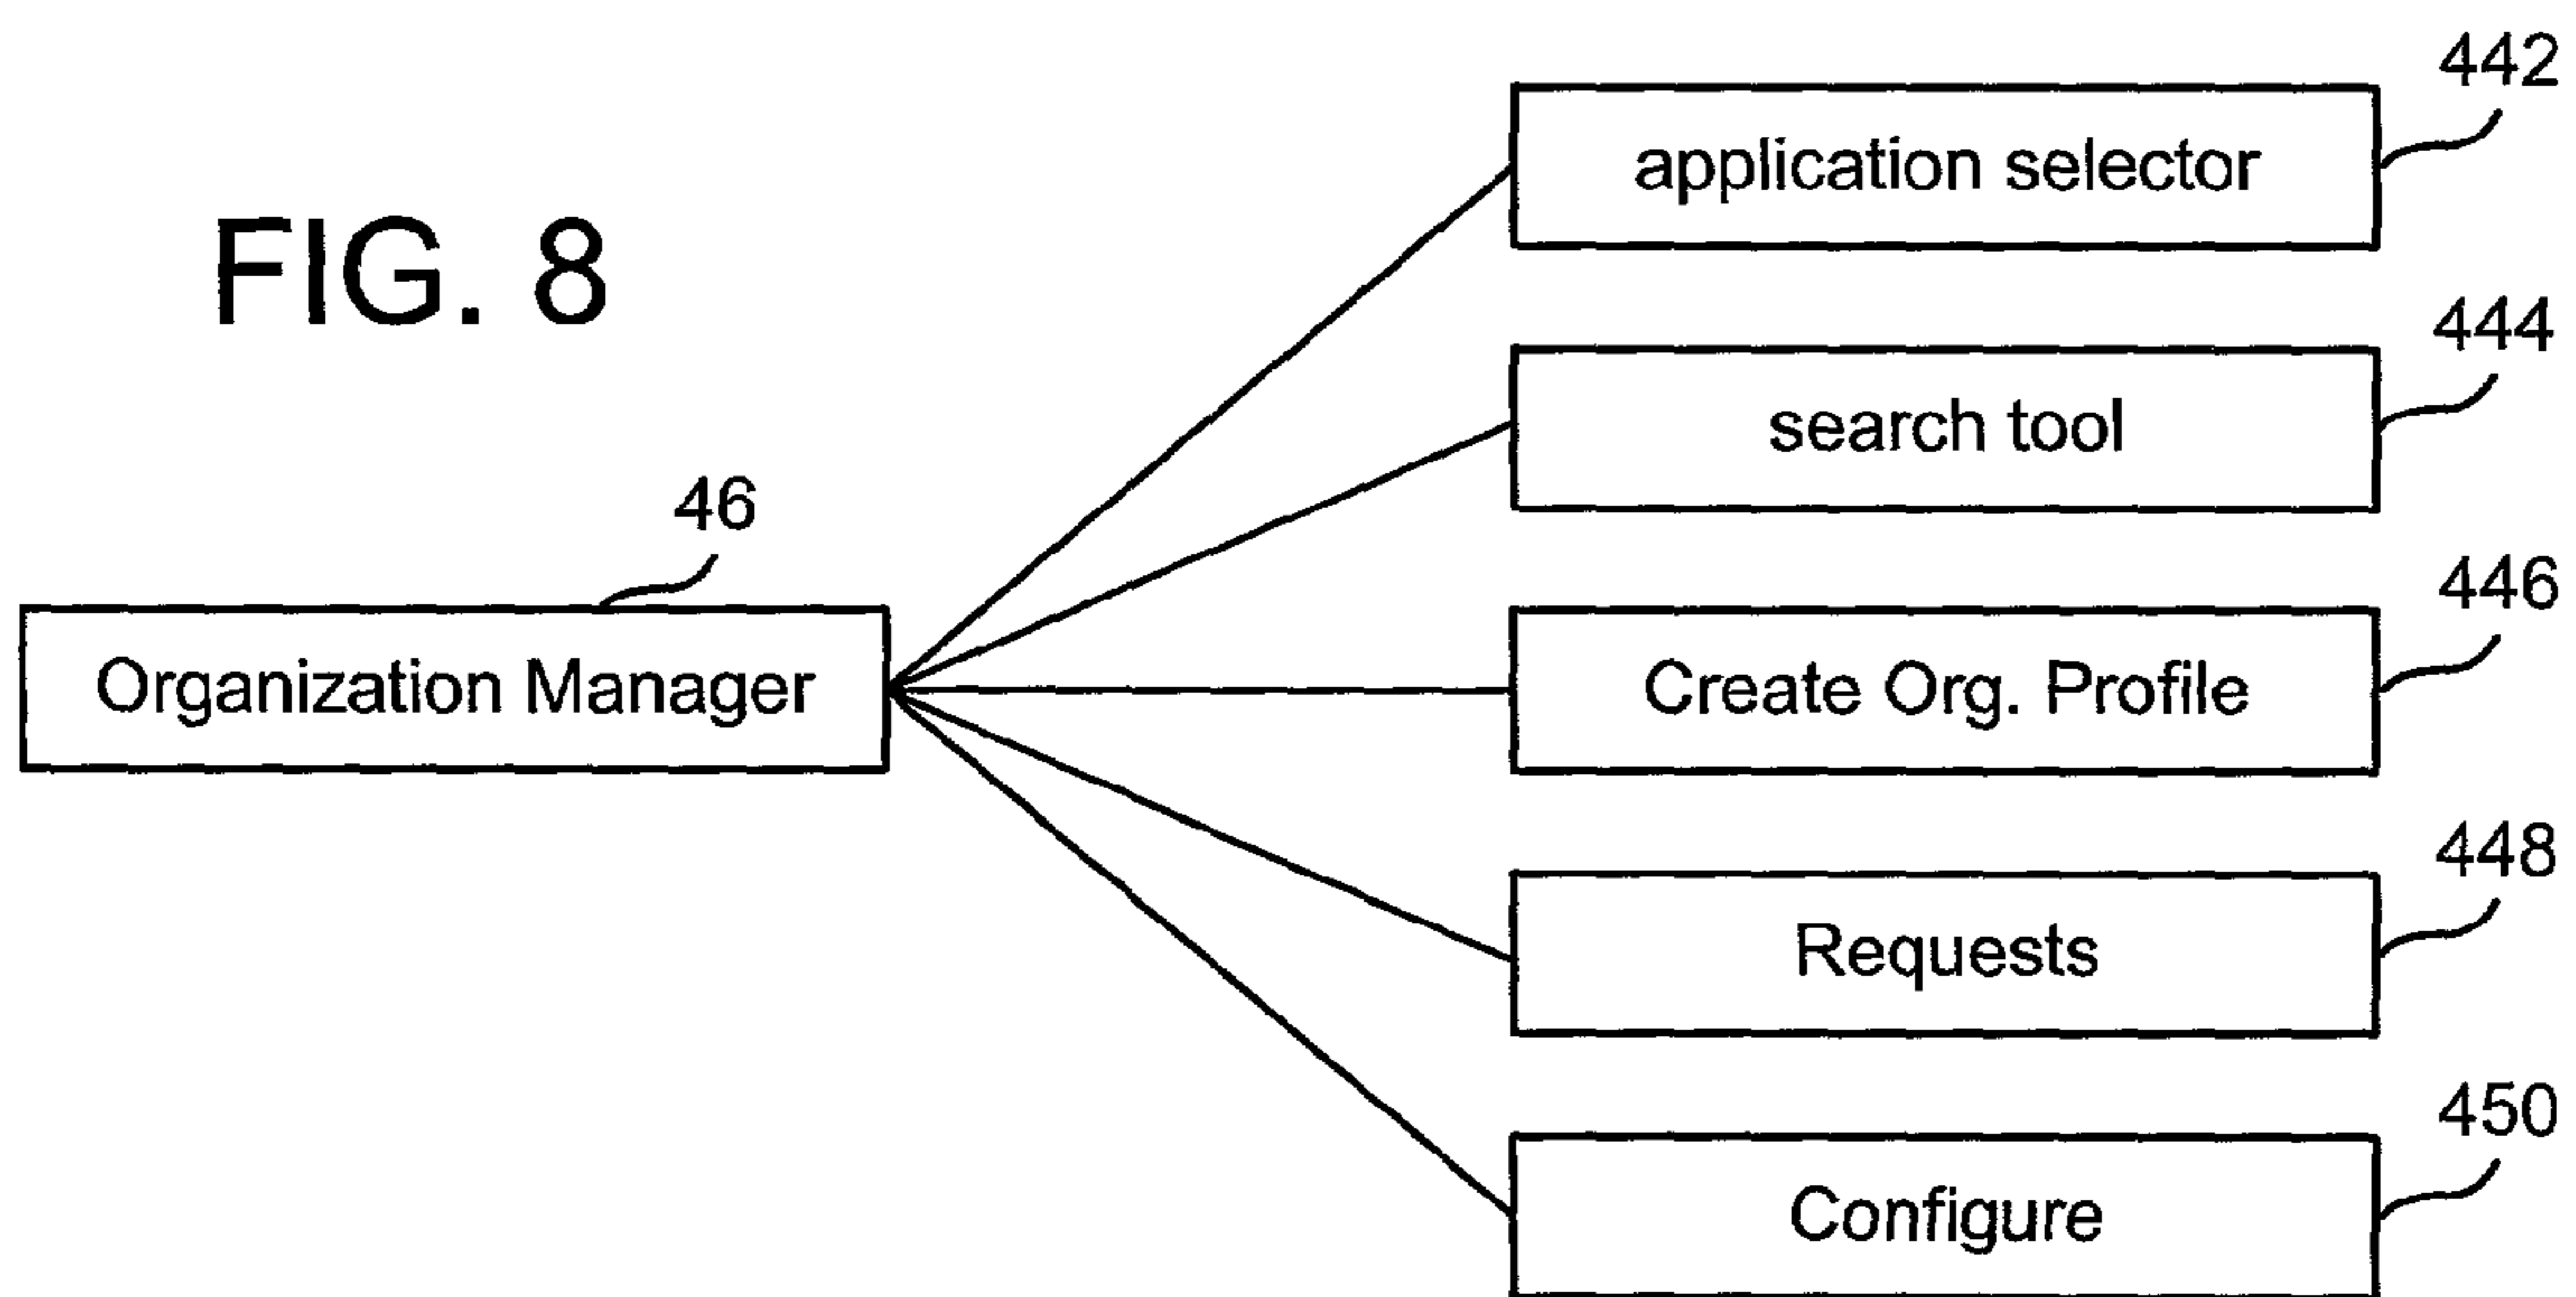 442
application selector
FIG. 8
444
search tool
46
446
Organization Manager
Create Org. Profile
448
Requests
450
Configure